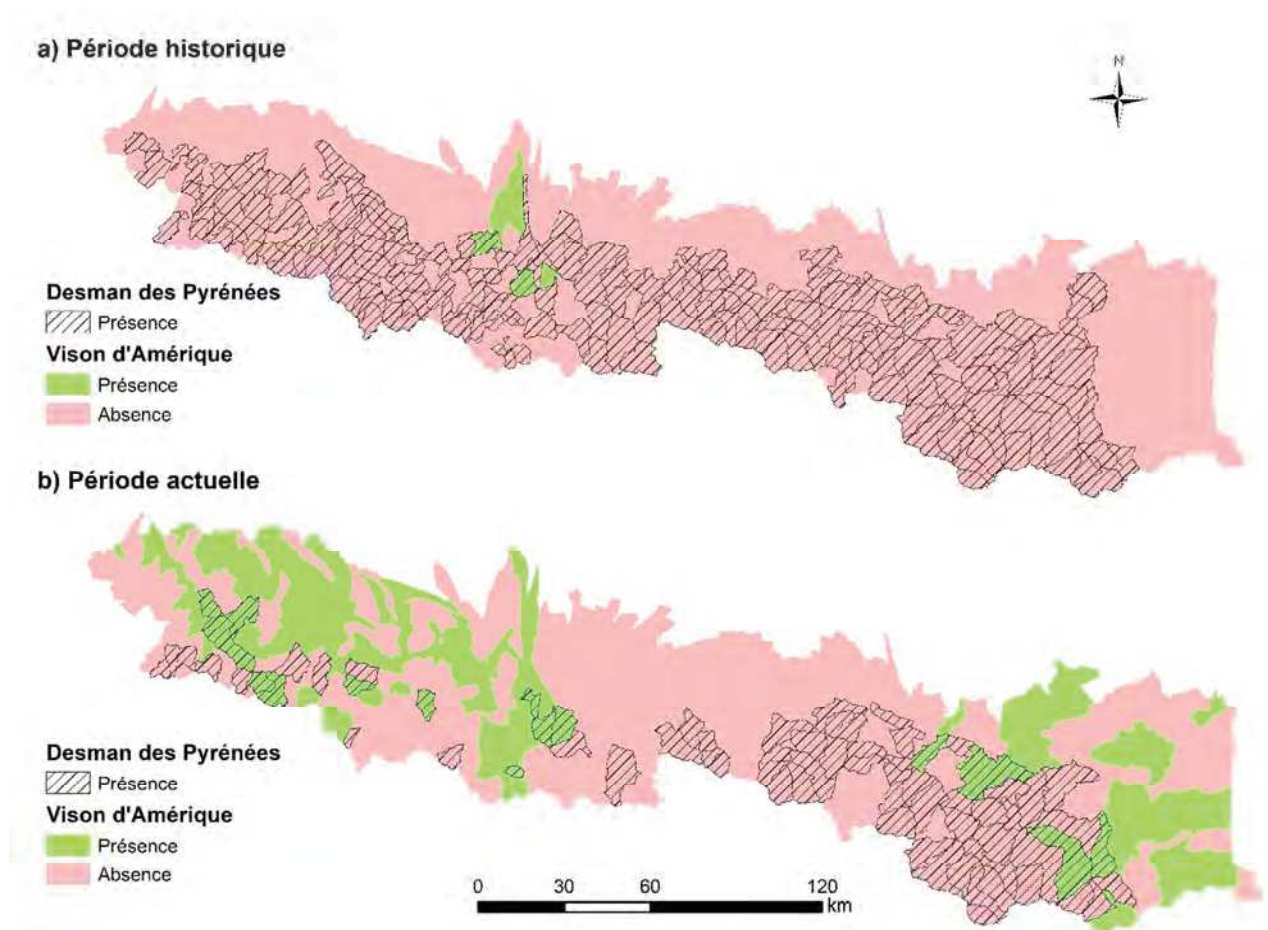 a) Période historique
N
Desman des Pyrénées
Présence
Vison d'Amérique
Présence
Absence
b) Période actuelle
Desman des Pyrénées
Présence
Vison d'Amérique
Présence
Absence
0 30 60 120
km